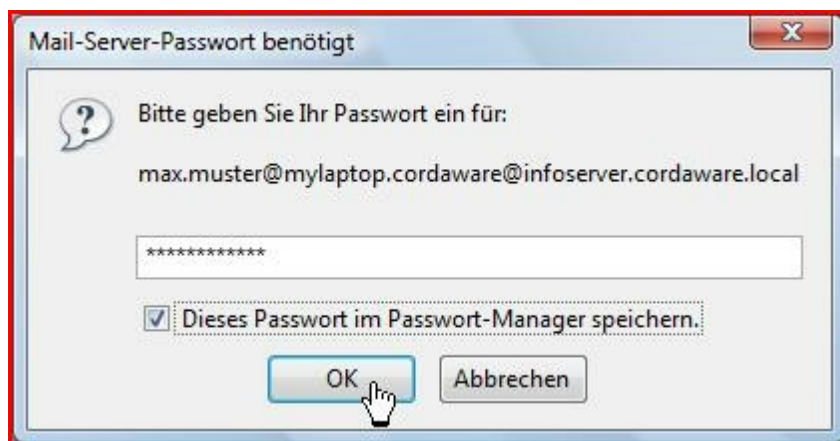 Mail-Server-Passwort benötigt
Bitte geben Sie Ihr Passwort ein für:
max.muster@mylaptop.cordaware@infoserver.cordaware.local
************
Dieses Passwort im Passwort-Manager speichern.
OK
Abbrechen